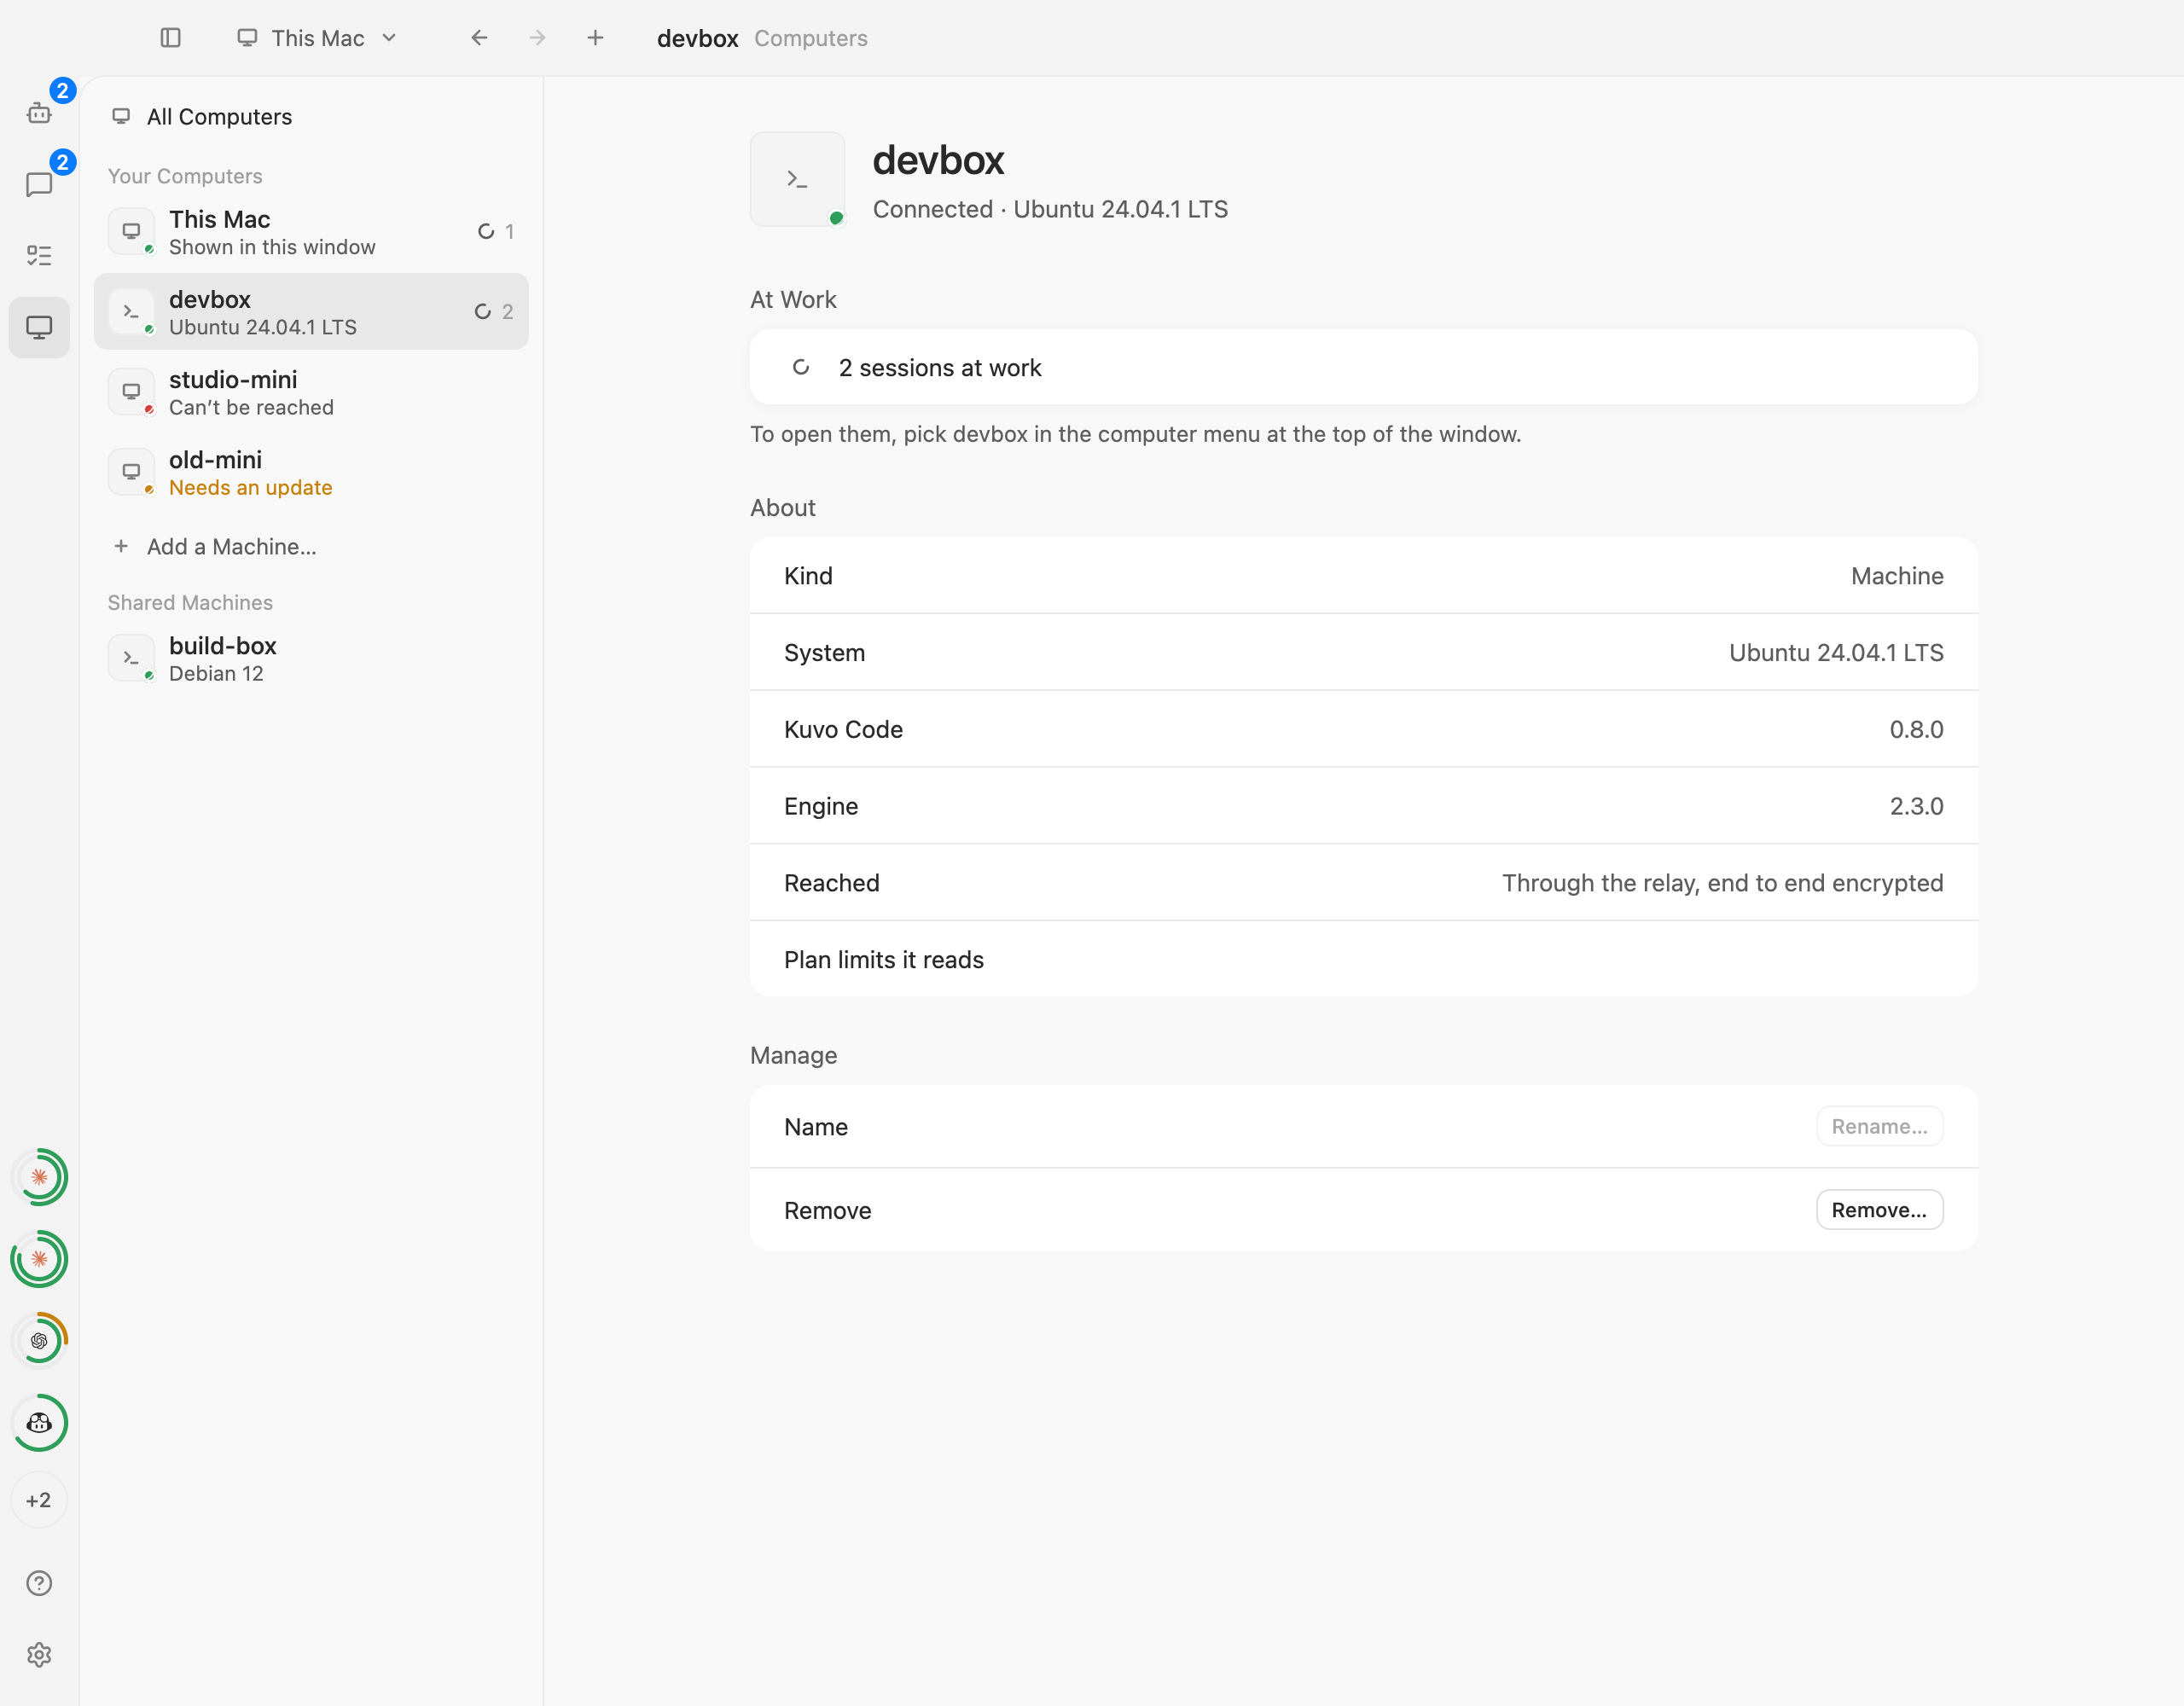 This Mac
devbox Computers
2
2
All Computers
Your Computers
This Mac
Shown in this window
1
devbox
Ubuntu 24.04.1 LTS
2
studio-mini
Can’t be reached
old-mini
Needs an update
+ Add a Machine…
Shared Machines
build-box
Debian 12
+2
devbox
Connected · Ubuntu 24.04.1 LTS
At Work
2 sessions at work
To open them, pick devbox in the computer menu at the top of the window.
About
Kind Machine
System Ubuntu 24.04.1 LTS
Kuvo Code 0.8.0
Engine 2.3.0
Reached Through the relay, end to end encrypted
Plan limits it reads
Manage
Name Rename…
Remove Remove…